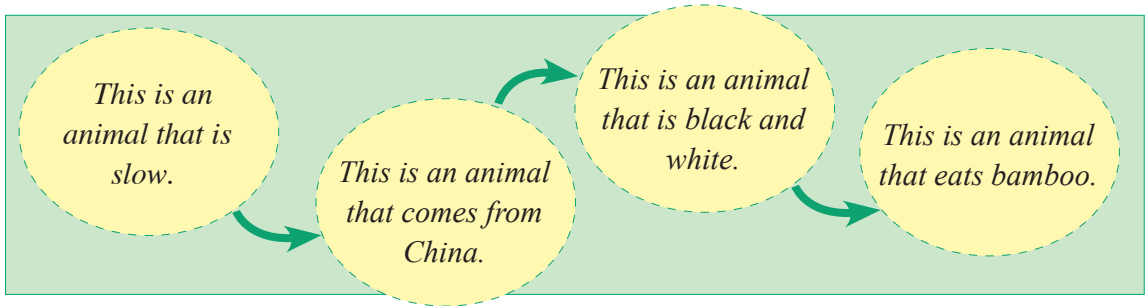 This is an
animal that is
slow.
This is an animal
that comes from
China.
This is an animal
that is black and
white.
This is an animal
that eats bamboo.